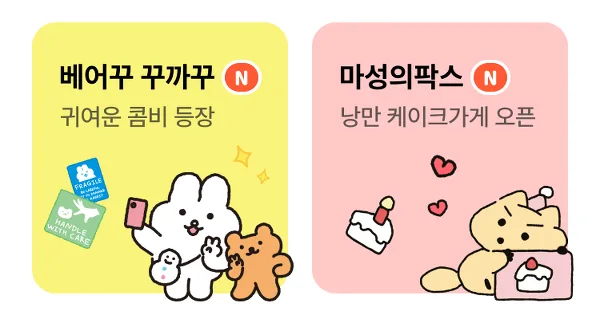 베어꾸 꾸까꾸 N
귀여운 콤비 등장
FRAGILE
HANDLE
WITH CARE
마성의팍스 N
낭만 케이크가게 오픈